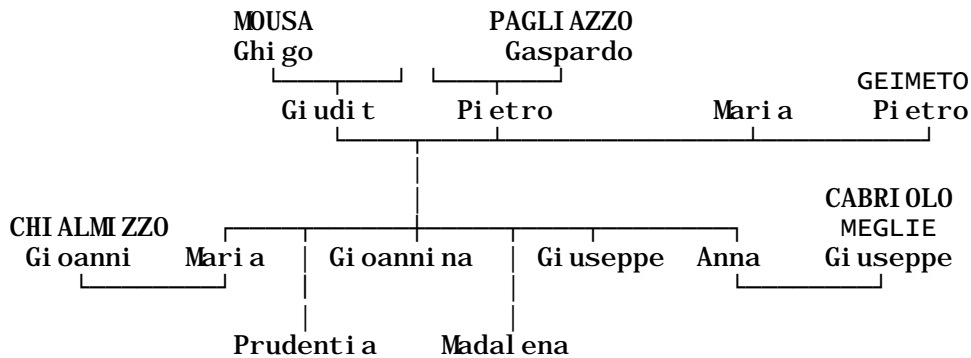 MOUSA PAGLIAZZO
Ghigo Gaspardo
GEIMETO
Giudit Pietro Maria Pietro
CABRIOLO
CHIALMIZZO MEGLIE
Gioanni Maria Gioannina Giuseppe Anna Giuseppe
Prudentia Madalena